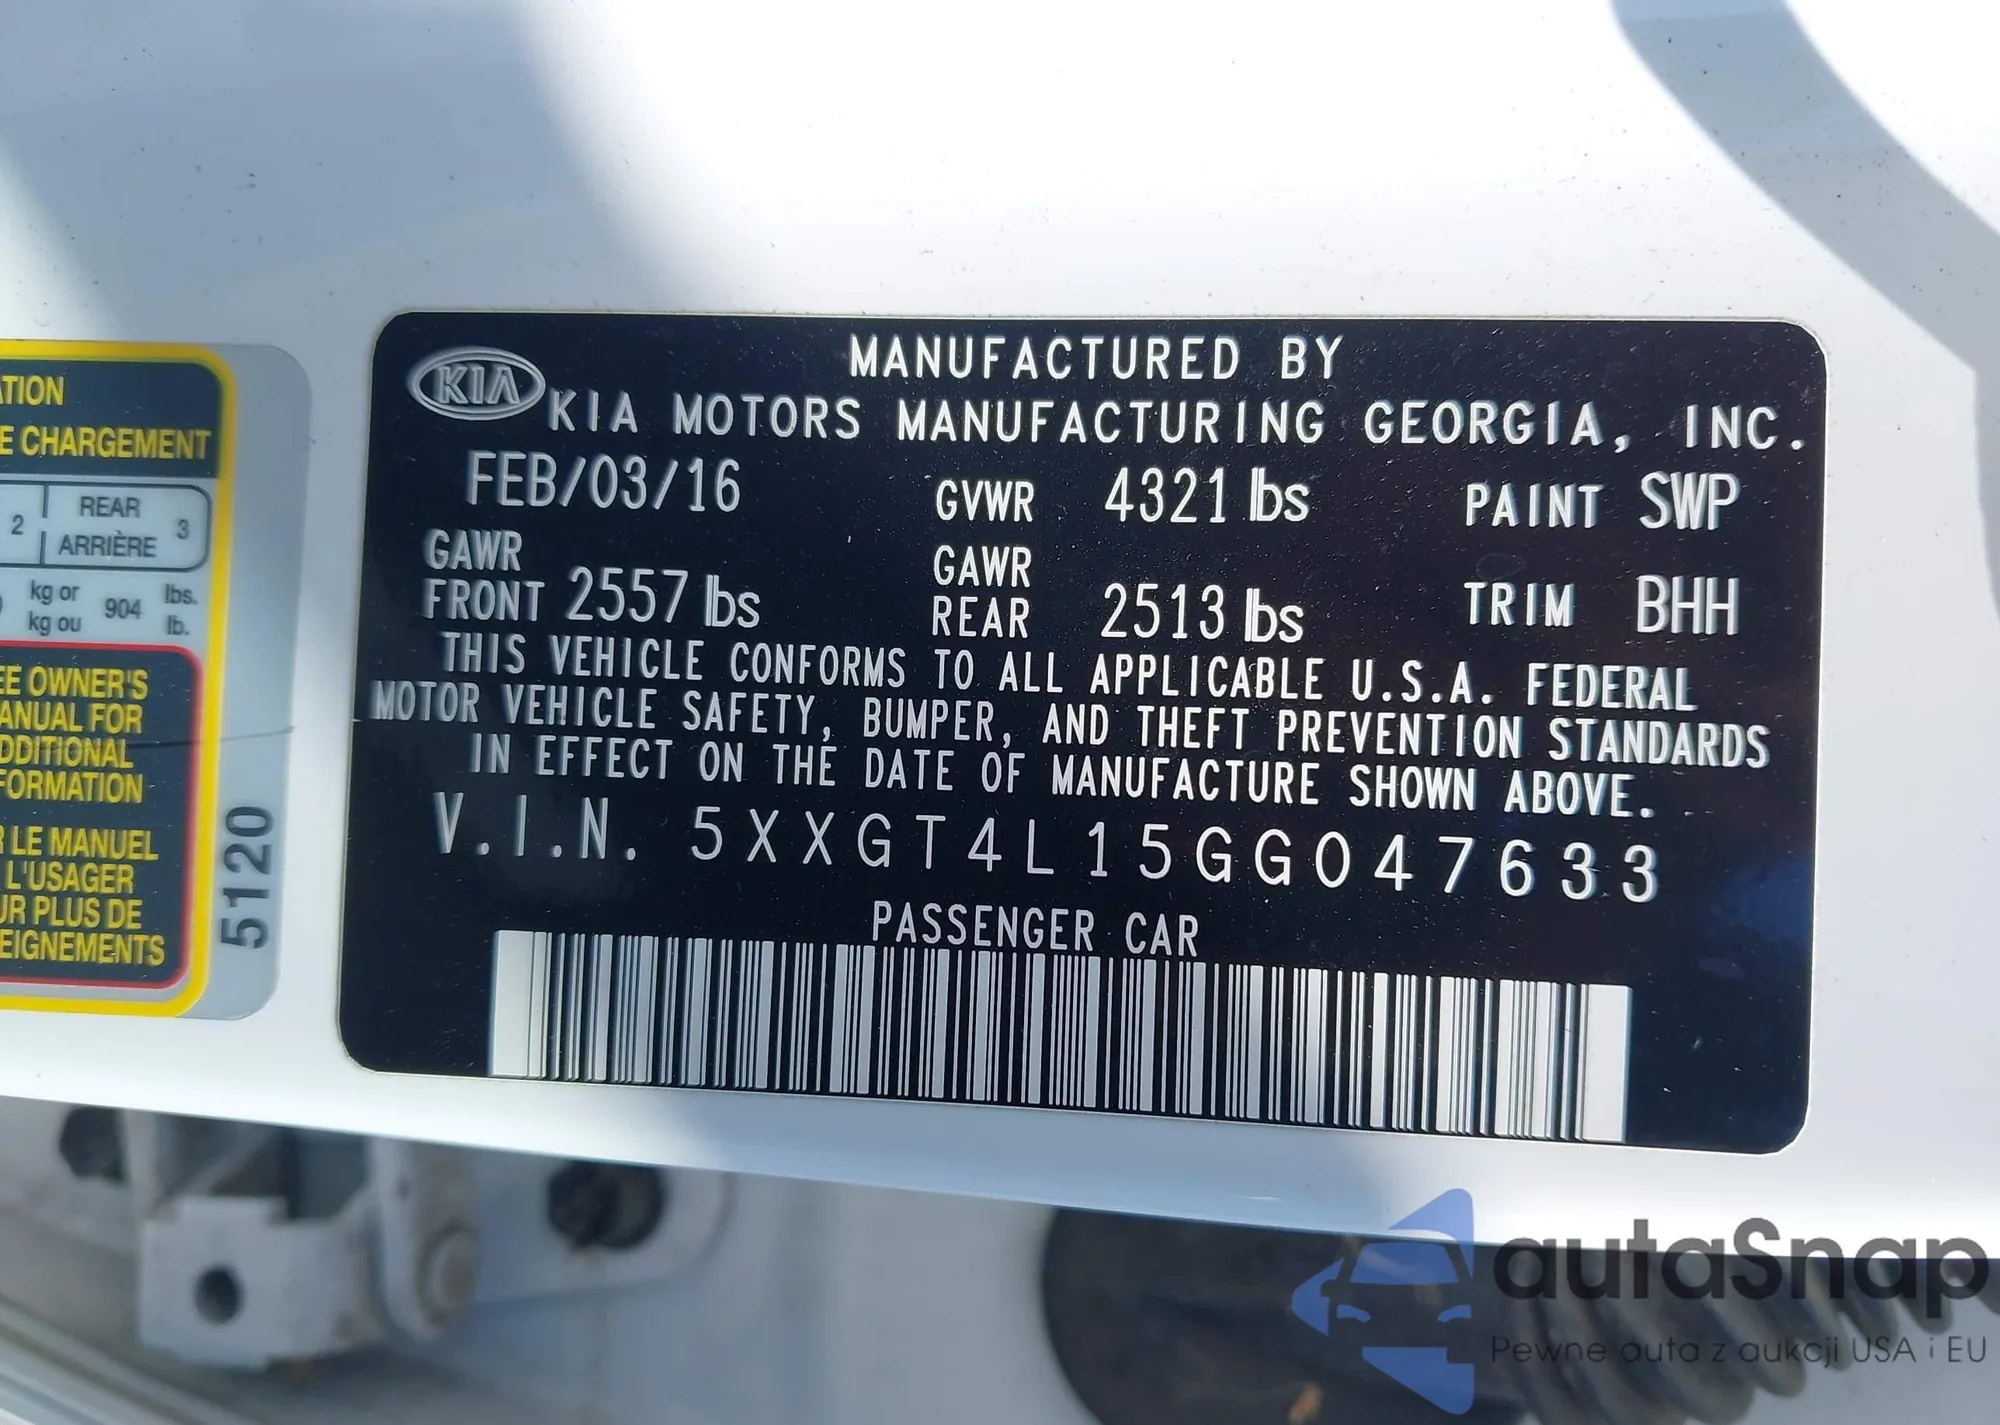 ATION
E CHARGEMENT
2 REAR 3
ARRIÈRE
kg or 904 lbs.
kg ou lb.
EE OWNER'S
ANUAL FOR
DDITIONAL
FORMATION
R LE MANUEL
L'USAGER
UR PLUS DE
EIGNEMENTS
5120
KIA
MANUFACTURED BY
KIA MOTORS MANUFACTURING GEORGIA, INC.
FEB/03/16 GVWR 4321 lbs PAINT SWP
GAWR FRONT 2557 lbs GAWR REAR 2513 lbs TRIM BHH
THIS VEHICLE CONFORMS TO ALL APPLICABLE U.S.A. FEDERAL
MOTOR VEHICLE SAFETY, BUMPER, AND THEFT PREVENTION STANDARDS
IN EFFECT ON THE DATE OF MANUFACTURE SHOWN ABOVE.
V.I.N. 5XXGT4L15GG047633
PASSENGER CAR
autoSnap
Pewne auta z aukcji USA i EU